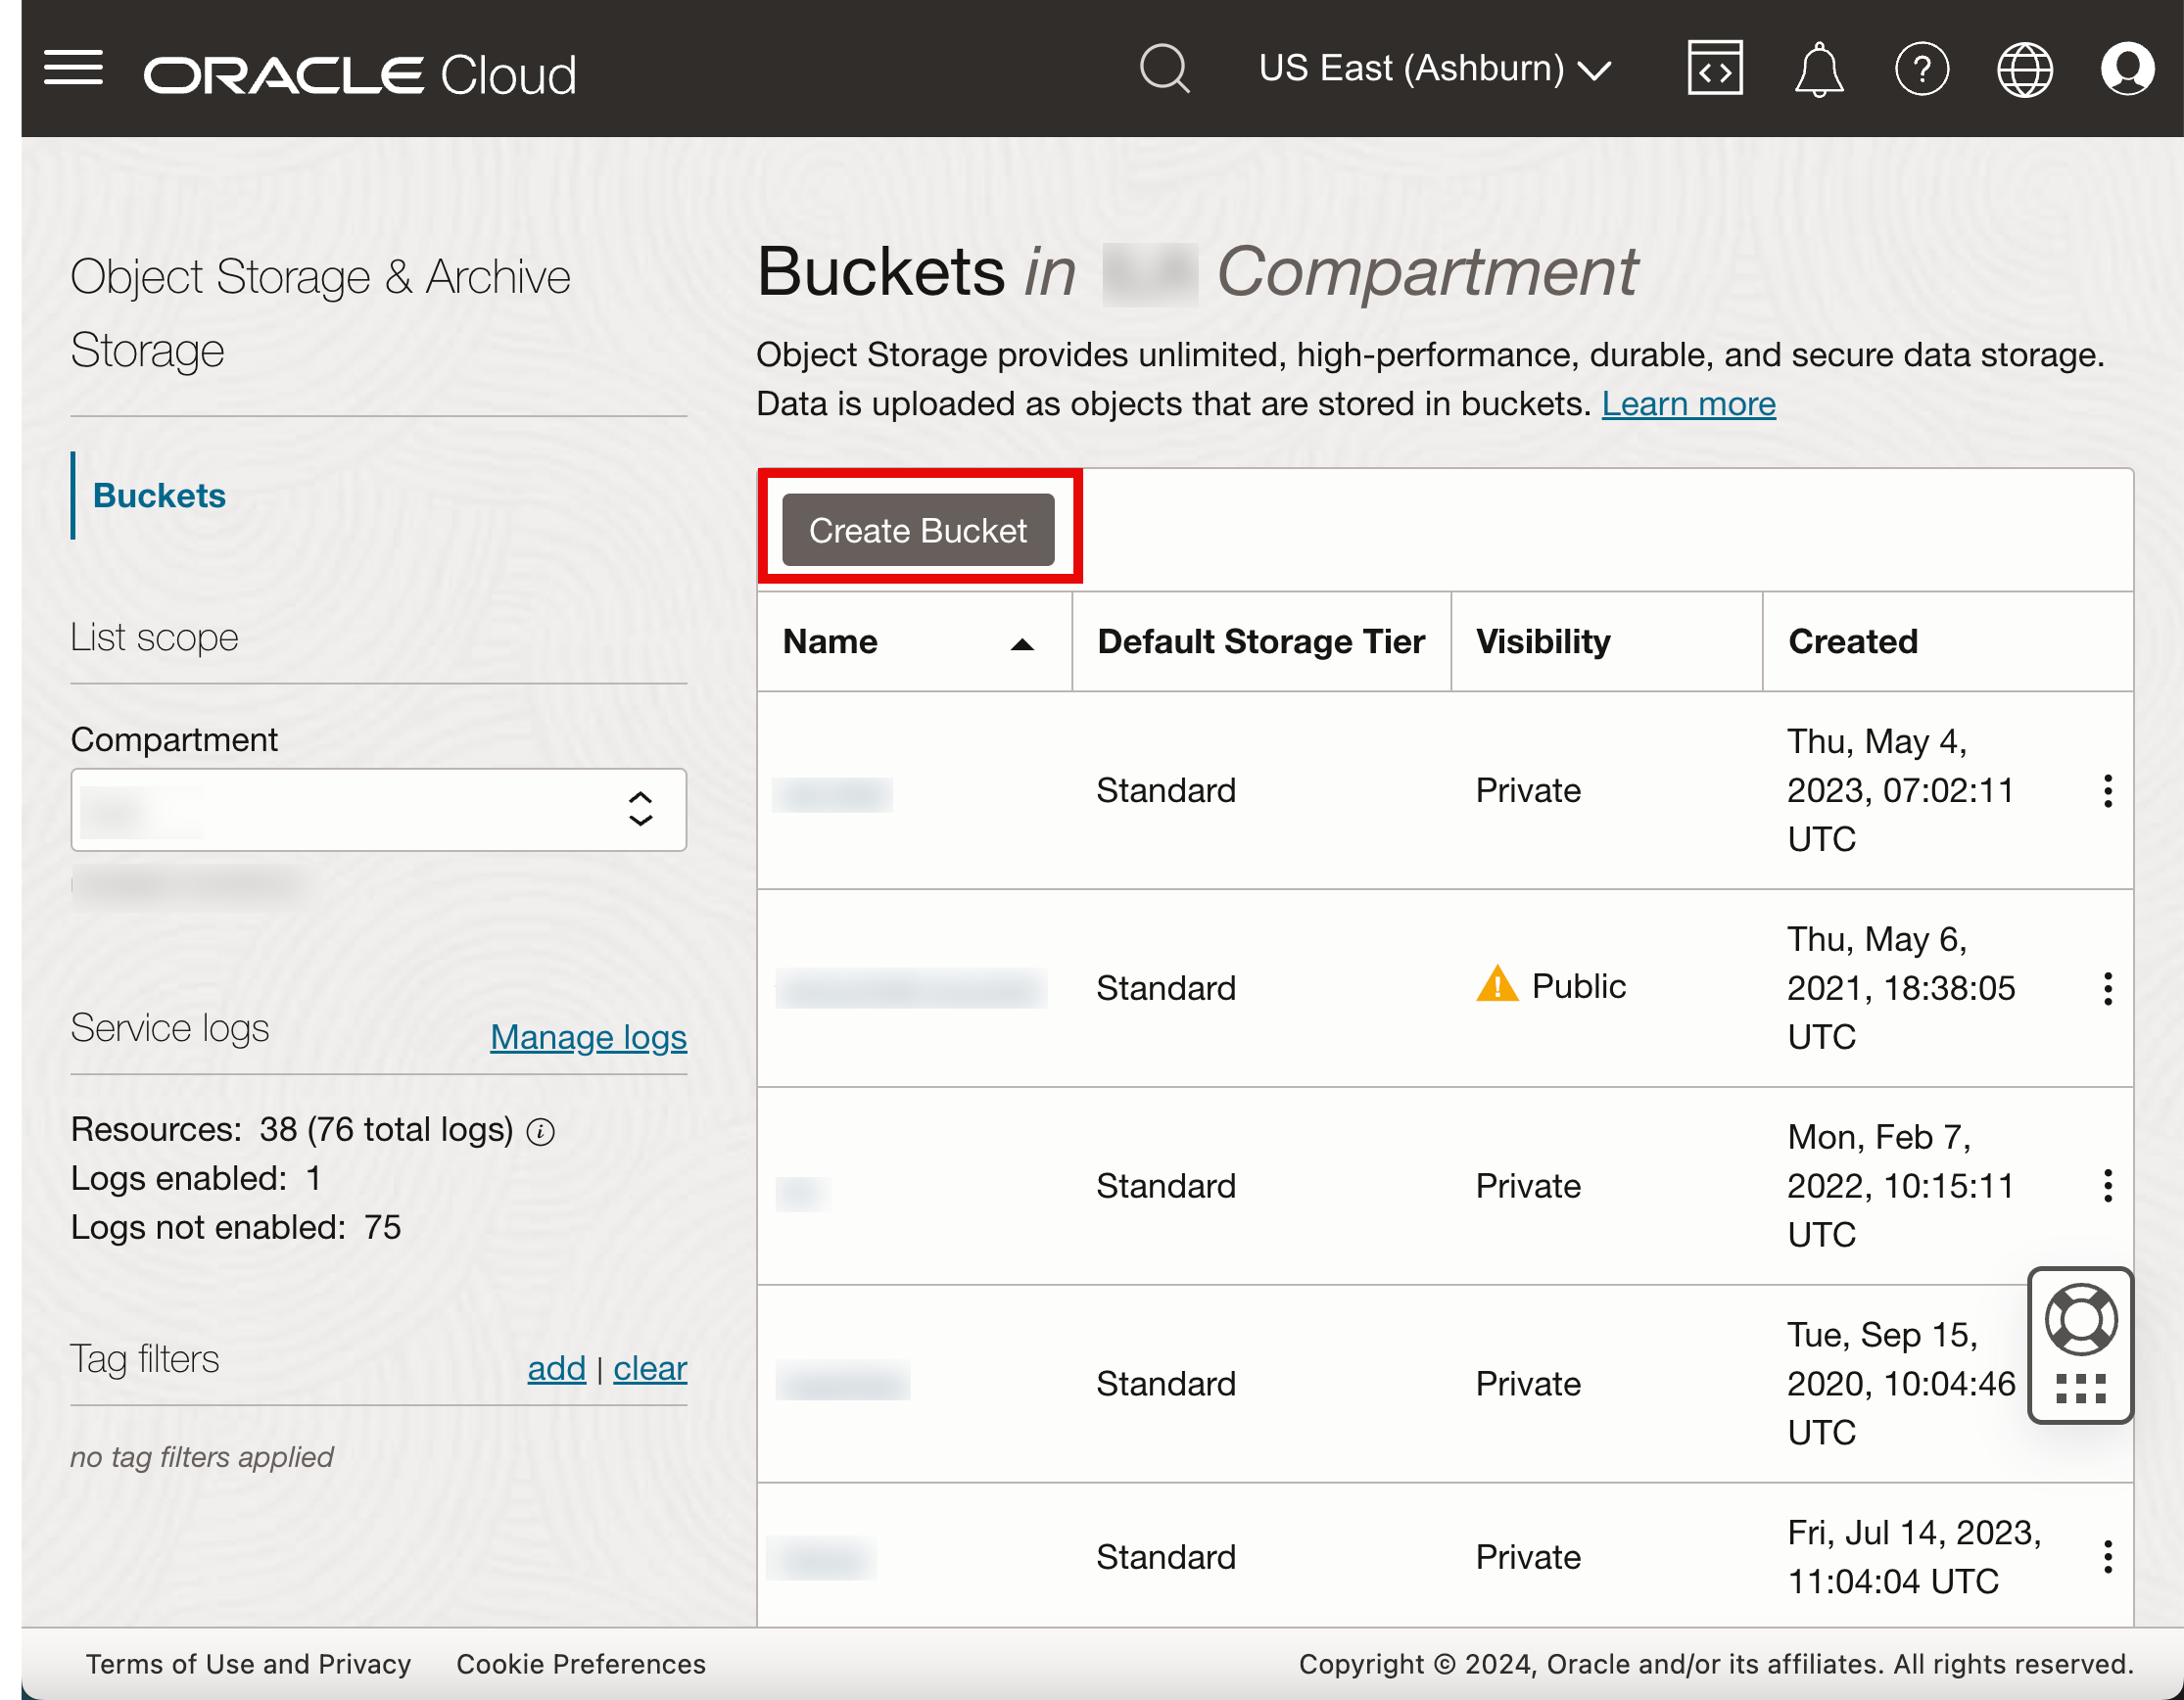 ORACLE Cloud
US East (Ashburn)
Object Storage & Archive
Storage
Buckets
List scope
Compartment
Service logs
Manage logs
Resources: 38 (76 total logs)
Logs enabled: 1
Logs not enabled: 75
Tag filters
add | clear
no tag filters applied
Buckets in Compartment
Object Storage provides unlimited, high-performance, durable, and secure data storage.
Data is uploaded as objects that are stored in buckets. Learn more
Create Bucket
Name Default Storage Tier Visibility Created
Standard Private Thu, May 4,
2023, 07:02:11
UTC
Standard Public Thu, May 6,
2021, 18:38:05
UTC
Standard Private Mon, Feb 7,
2022, 10:15:11
UTC
Standard Private Tue, Sep 15,
2020, 10:04:46
UTC
Standard Private Fri, Jul 14, 2023,
11:04:04 UTC
Terms of Use and Privacy Cookie Preferences
Copyright © 2024, Oracle and/or its affiliates. All rights reserved.